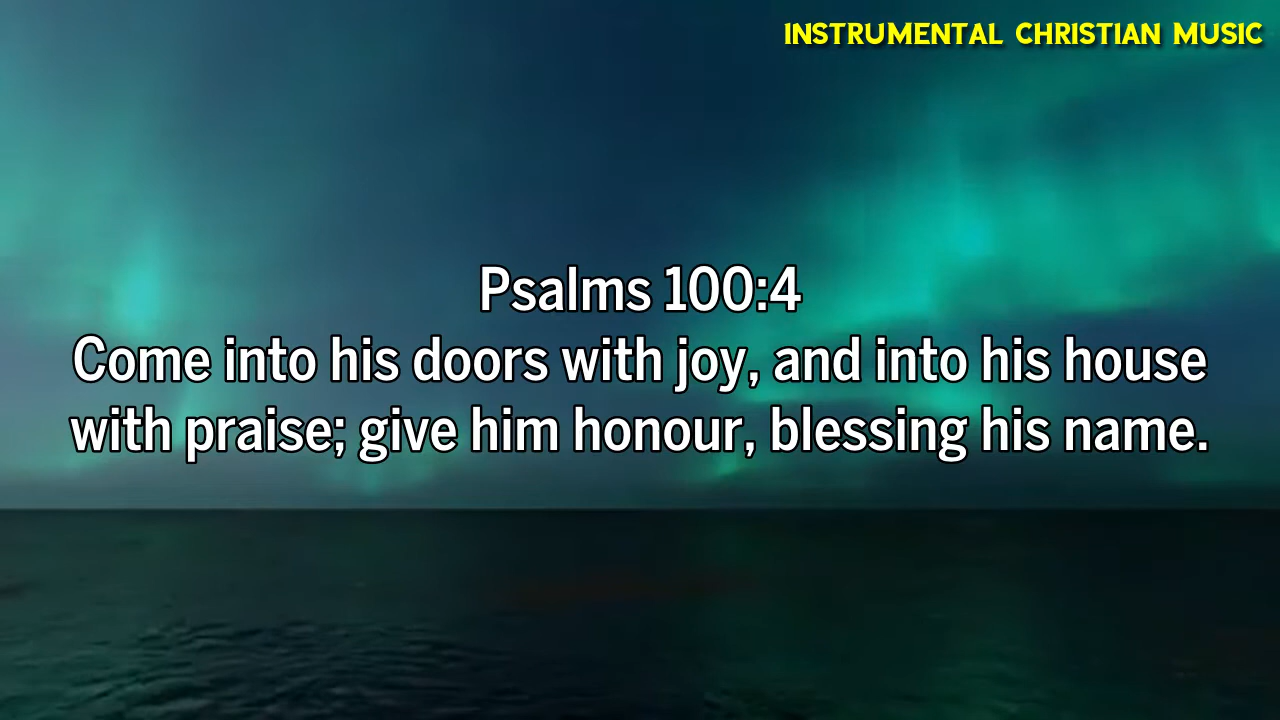 INSTRUMENTAL CHRISTIAN MUSIC
Psalms 100:4
Come into his doors with joy, and into his house
with praise; give him honour, blessing his name.